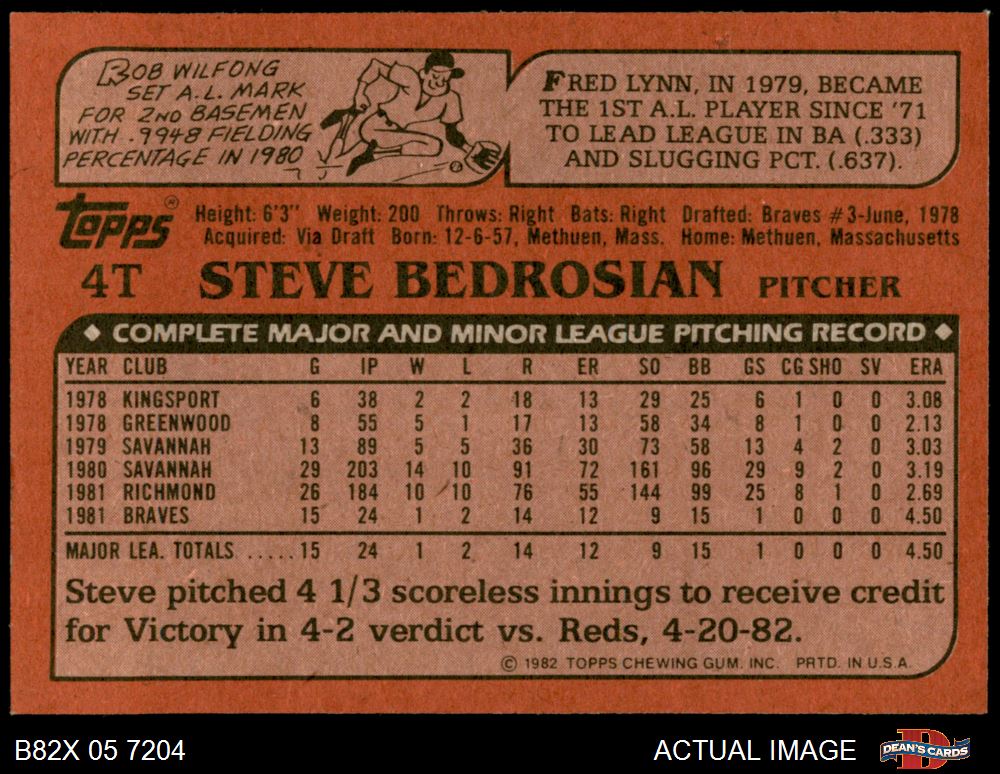 BOB WILFONG
SET A.L. MARK
FOR 2ND BASEMEN
WITH .9948 FIELDING
PERCENTAGE IN 1980
FRED LYNN, IN 1979, BECAME
THE 1ST A.L. PLAYER SINCE '71
TO LEAD LEAGUE IN BA (.333)
AND SLUGGING PCT. (.637).
topps®
Height: 6'3" Weight: 200 Throws: Right Bats: Right Drafted: Braves #3-June, 1978
Acquired: Via Draft Born: 12-6-57, Methuen, Mass. Home: Methuen, Massachusetts
4T STEVE BEDROSIAN PITCHER
◆ COMPLETE MAJOR AND MINOR LEAGUE PITCHING RECORD ◆
YEAR CLUB G IP W L R ER SO BB GS CG SHO SV ERA
1978 KINGSPORT 6 38 2 2 18 13 29 25 6 1 0 0 3.08
1978 GREENWOOD 8 55 5 1 17 13 58 34 8 1 0 0 2.13
1979 SAVANNAH 13 89 5 5 36 30 73 58 13 4 2 0 3.03
1980 SAVANNAH 29 203 14 10 91 72 161 96 29 9 2 0 3.19
1981 RICHMOND 26 184 10 10 76 55 144 99 25 8 1 0 2.69
1981 BRAVES 15 24 1 2 14 12 9 15 1 0 0 0 4.50
MAJOR LEA. TOTALS .....15 24 1 2 14 12 9 15 1 0 0 0 4.50
Steve pitched 4 1/3 scoreless innings to receive credit
for Victory in 4-2 verdict vs. Reds, 4-20-82.
© 1982 TOPPS CHEWING GUM, INC. PRTD. IN U.S.A.
B82X 05 7204 ACTUAL IMAGE DEAN'S CARDS